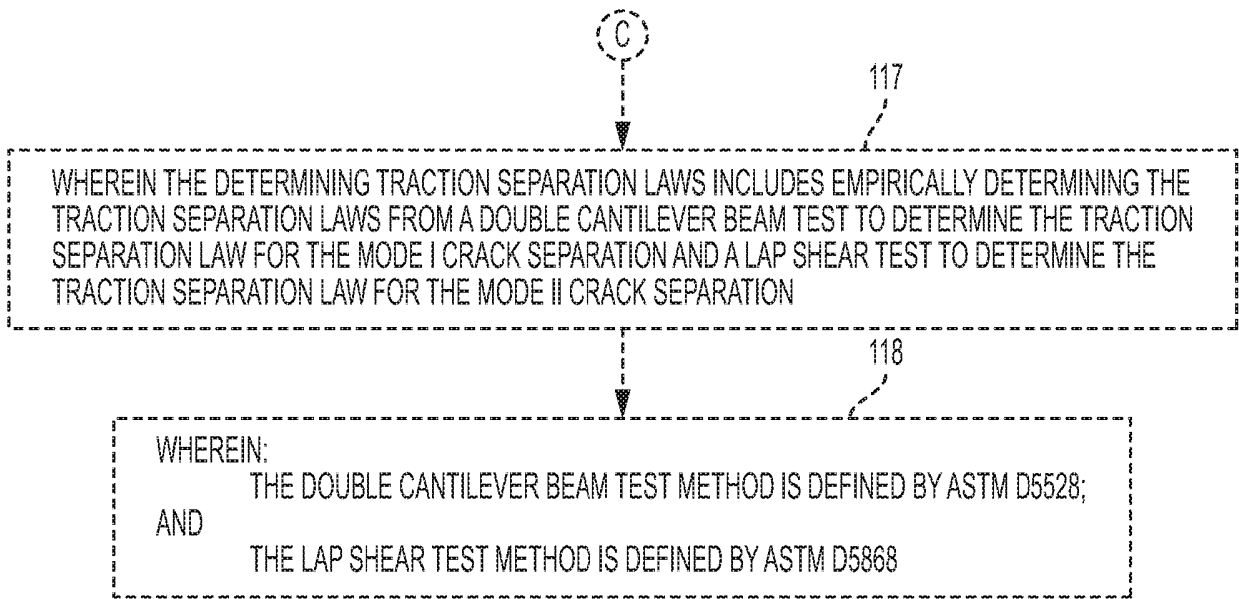 C
117
WHEREIN THE DETERMINING TRACTION SEPARATION LAWS INCLUDES EMPIRICALLY DETERMINING THE
TRACTION SEPARATION LAWS FROM A DOUBLE CANTILEVER BEAM TEST TO DETERMINE THE TRACTION
SEPARATION LAW FOR THE MODE I CRACK SEPARATION AND A LAP SHEAR TEST TO DETERMINE THE
TRACTION SEPARATION LAW FOR THE MODE II CRACK SEPARATION
118
WHEREIN:
THE DOUBLE CANTILEVER BEAM TEST METHOD IS DEFINED BY ASTM D5528;
AND
THE LAP SHEAR TEST METHOD IS DEFINED BY ASTM D5868